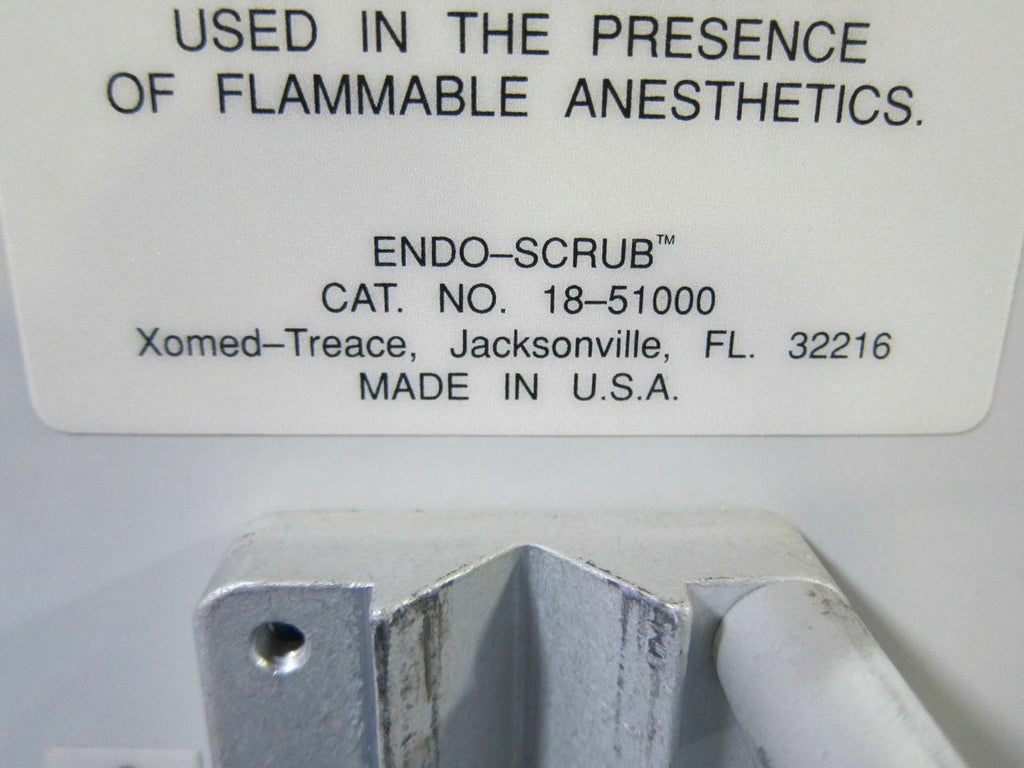 USED IN THE PRESENCE
OF FLAMMABLE ANESTHETICS.
ENDO–SCRUB™
CAT. NO. 18–51000
Xomed–Treace, Jacksonville, FL. 32216
MADE IN U.S.A.